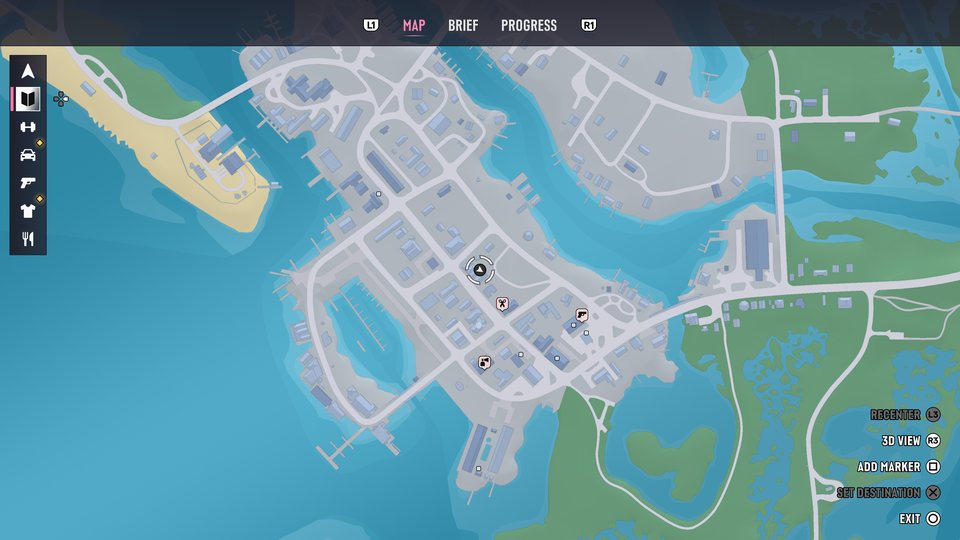 L1 MAP BRIEF PROGRESS R1
RECENTER L3
3D VIEW R3
ADD MARKER
SET DESTINATION
EXIT